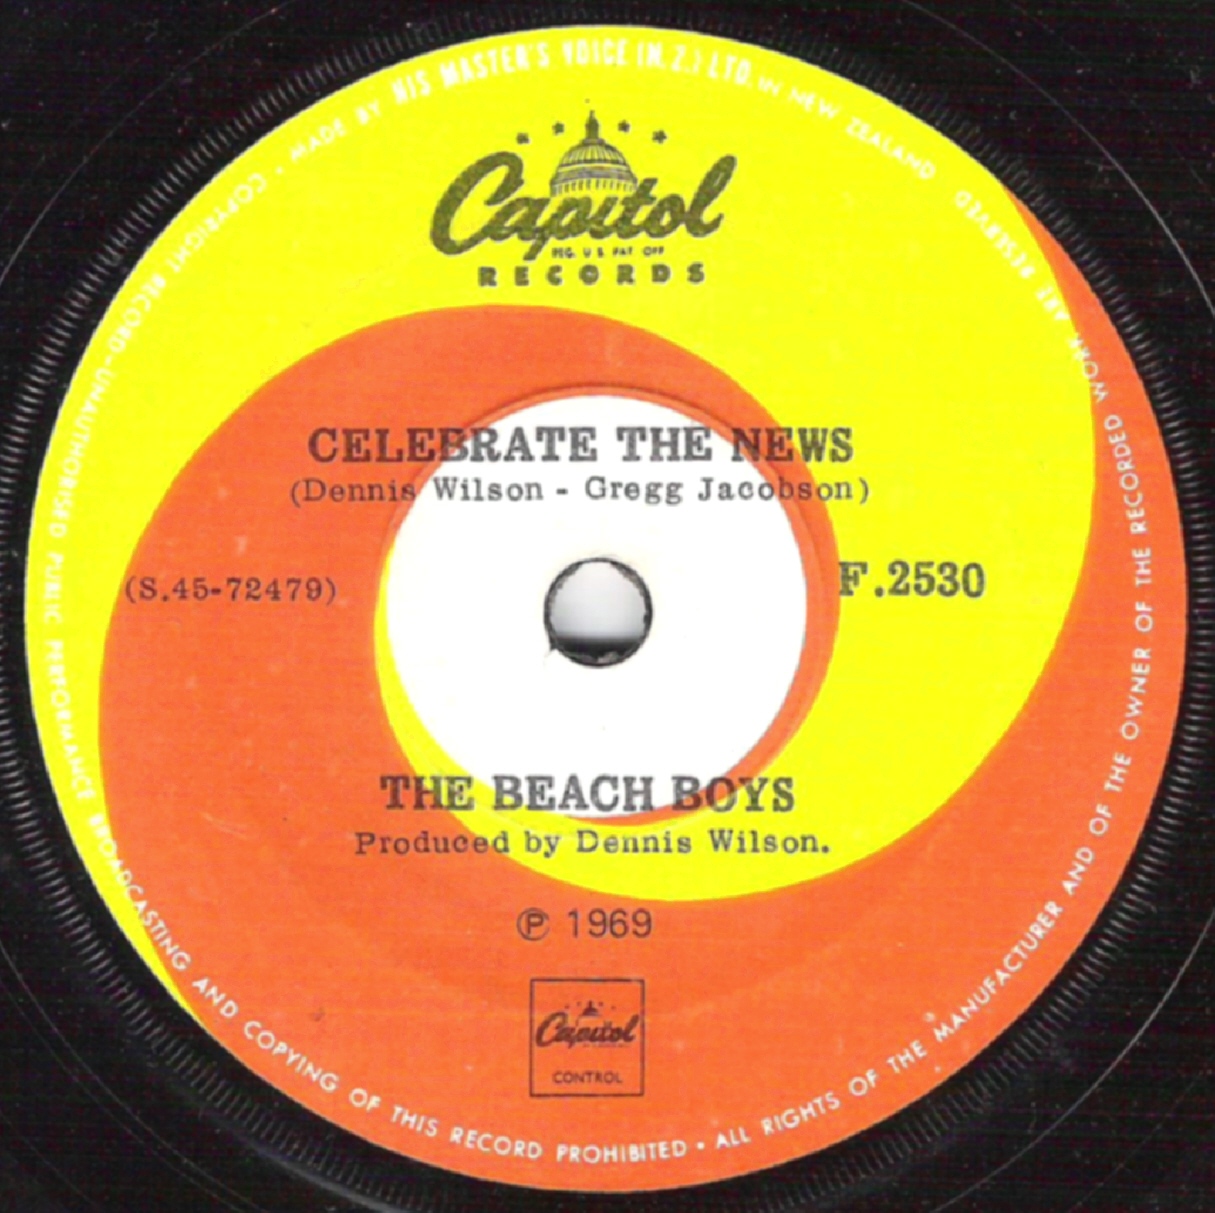 COPYRIGHT RECORD-UNAUTHORISED PUBLIC PERFORMANCE BROADCASTING AND COPYING OF THIS RECORD PROHIBITED • ALL RIGHTS OF THE MANUFACTURER AND OF THE OWNER OF THE RECORDED WORK ARE RESERVED
• MADE BY HIS MASTER'S VOICE (N.Z.) LTD. IN NEW ZEALAND
Capitol
REG. U.S. PAT. OFF.
RECORDS
CELEBRATE THE NEWS
(Dennis Wilson - Gregg Jacobson)
(S.45-72479)
F.2530
THE BEACH BOYS
Produced by Dennis Wilson.
℗ 1969
Capitol
CONTROL